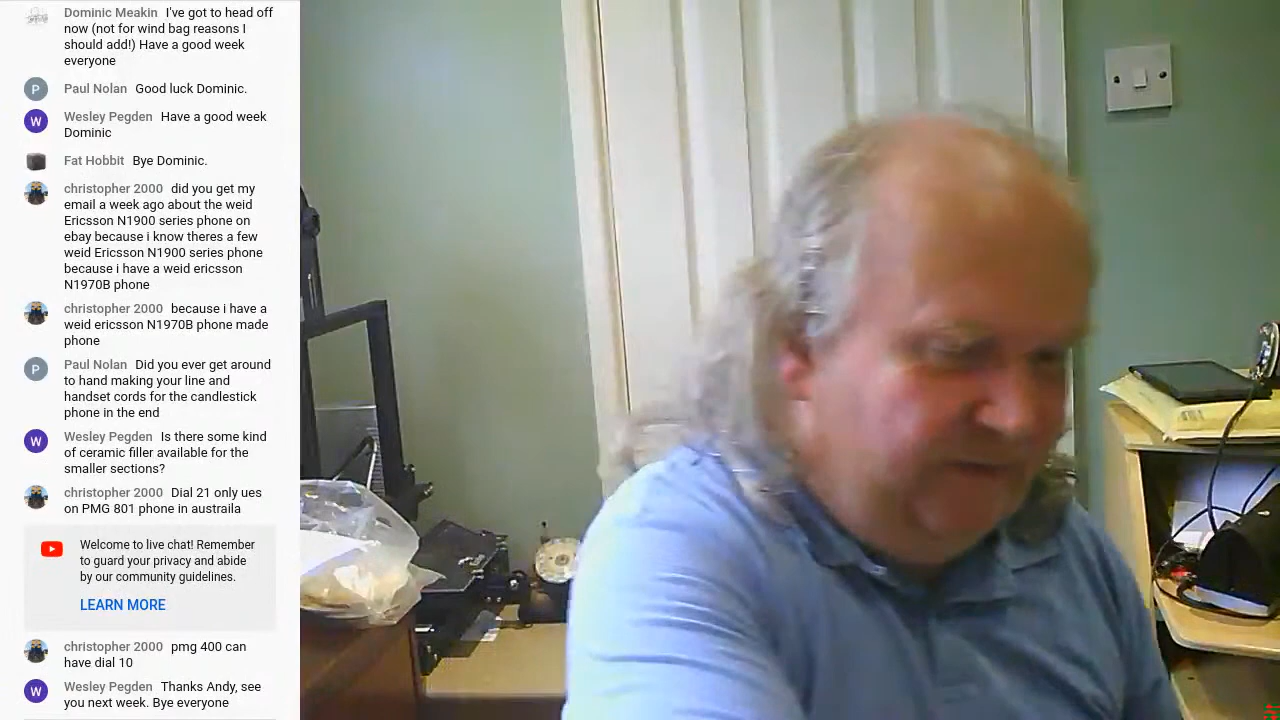 Dominic Meakin I've got to head off
now (not for wind bag reasons I
should add!) Have a good week
everyone
P
Paul Nolan Good luck Dominic.
W
Wesley Pegden Have a good week
Dominic
Fat Hobbit Bye Dominic.
christopher 2000 did you get my
email a week ago about the weid
Ericsson N1900 series phone on
ebay because i know theres a few
weid Ericsson N1900 series phone
because i have a weid ericsson
N1970B phone
christopher 2000 because i have a
weid ericsson N1970B phone made
phone
P
Paul Nolan Did you ever get around
to hand making your line and
handset cords for the candlestick
phone in the end
W
Wesley Pegden Is there some kind
of ceramic filler available for the
smaller sections?
christopher 2000 Dial 21 only ues
on PMG 801 phone in austraila
Welcome to live chat! Remember
to guard your privacy and abide
by our community guidelines.
LEARN MORE
christopher 2000 pmg 400 can
have dial 10
W
Wesley Pegden Thanks Andy, see
you next week. Bye everyone